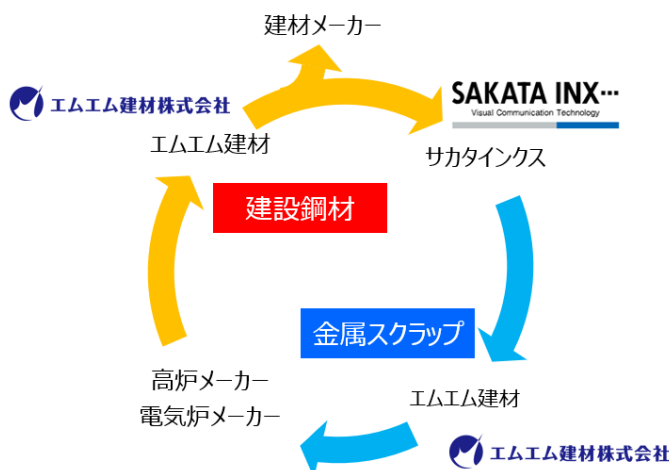 建材メーカー
エムエム建材株式会社
エムエム建材
SAKATA INX
Visual Communication Technology
サカタインクス
建設鋼材
金属スクラップ
高炉メーカー
電気炉メーカー
エムエム建材
エムエム建材株式会社